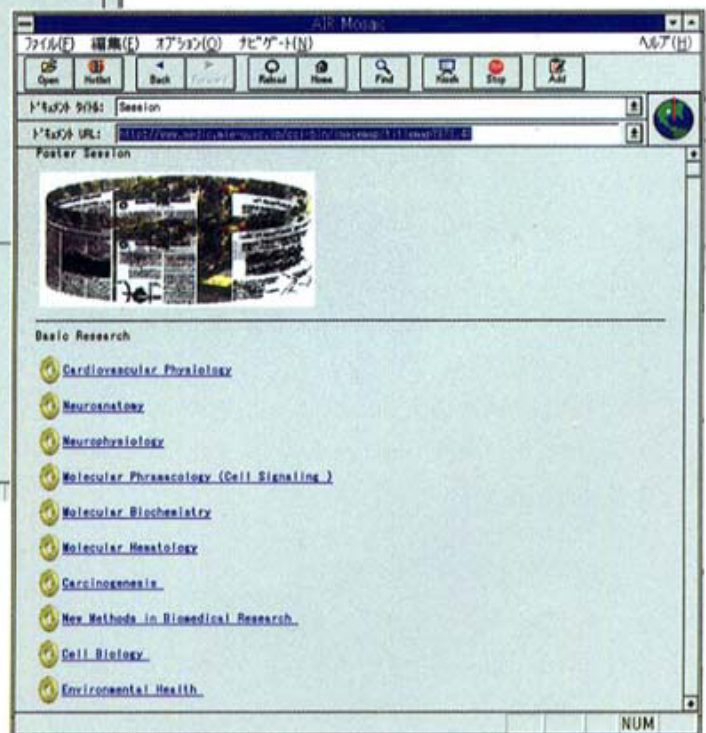 AIR Mosaic
ファイル(F) 編集(E) オプション(O) ナビゲート(N) ヘルプ(H)
Open Hotlist Back Forward Reload Home Find Kiosk Stop Add
ドキュメント タイトル: Session
ドキュメント URL:
Poster Session
Basic Research
Cardiovascular Physiology
Neuroanatomy
Neurophysiology
Molecular Phramacology (Cell Signaling )
Molecular Biochemistry
Molecular Hematology
Carcinogenesis
New Methods in Biomedical Research
Cell Biology
Environmental Health
NUM